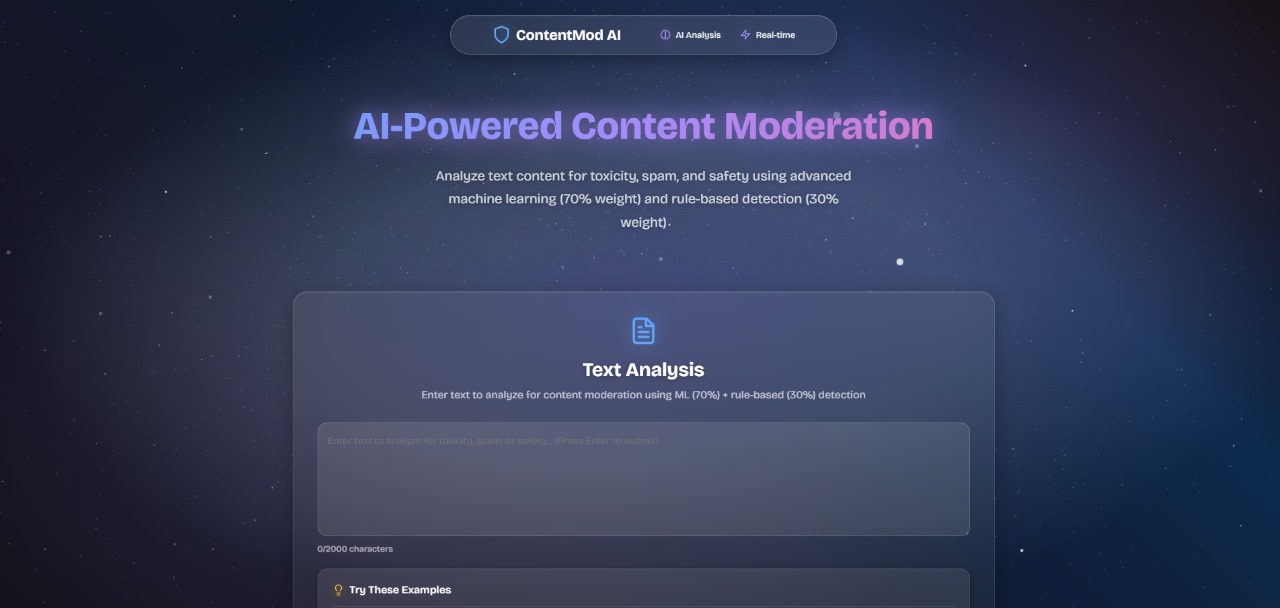 ContentMod AI
AI Analysis
Real-time
AI-Powered Content Moderation
Analyze text content for toxicity, spam, and safety using advanced
machine learning (70% weight) and rule-based detection (30%
weight).
Text Analysis
Enter text to analyze for content moderation using ML (70%) + rule-based (30%) detection
Enter text to analyze for toxicity, spam, or safety... (Press Enter to submit)
0/2000 characters
Try These Examples